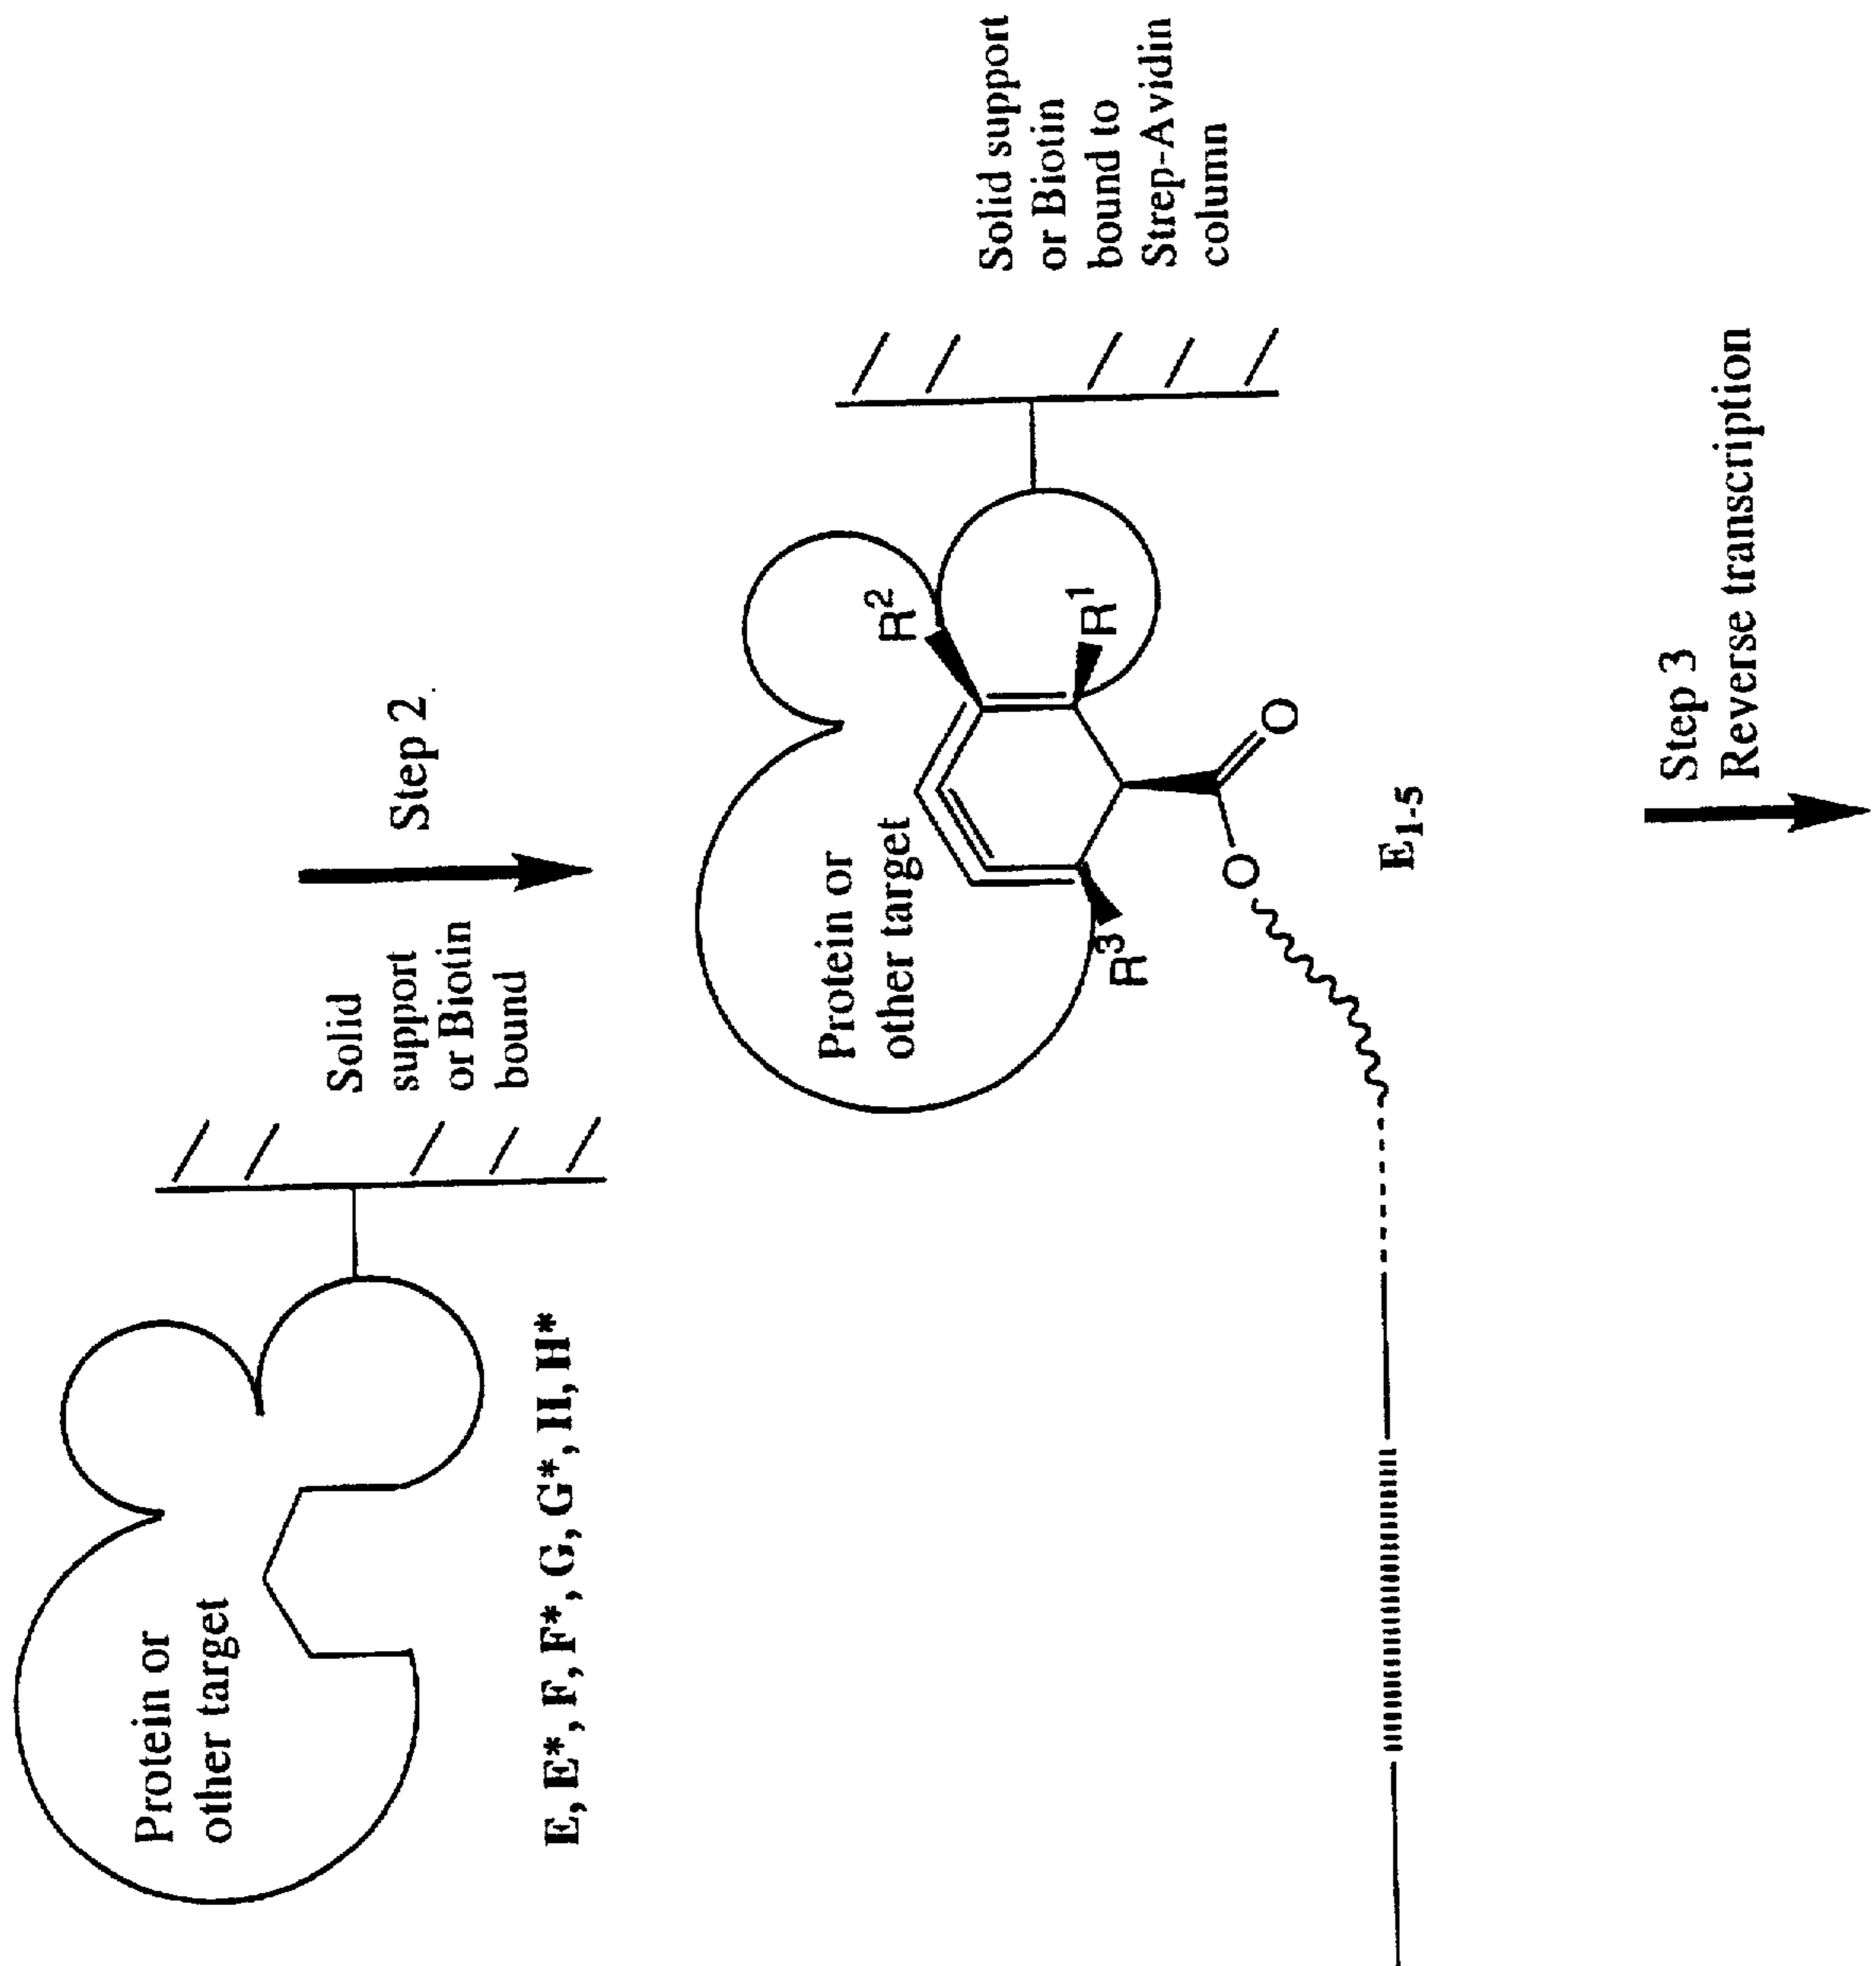 Protein or
other target
Solid
support
or Biotin
bound
E, E*, F, F*, G, G*, H, H*
Step 2
Protein or
other target
R2
R1
R3
O
O
E1-5
Solid support
or Biotin
bound to
Strep-Avidin
column
Step 3
Reverse transcription